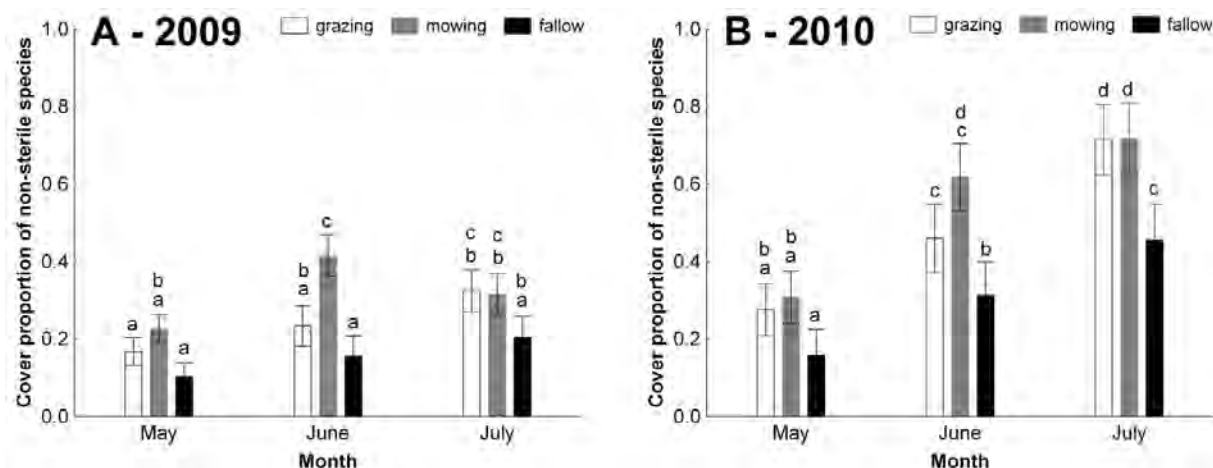 A - 2009
grazing mowing fallow
Cover proportion of non-sterile species
1.0
0.8
0.6
0.4
0.2
0.0
a
b
a
a
b
a
c
a
c
b
c
b
b
a
May June July
Month
B - 2010
grazing mowing fallow
Cover proportion of non-sterile species
1.0
0.8
0.6
0.4
0.2
0.0
b
a
b
a
a
c
d
c
b
d
d
c
May June July
Month